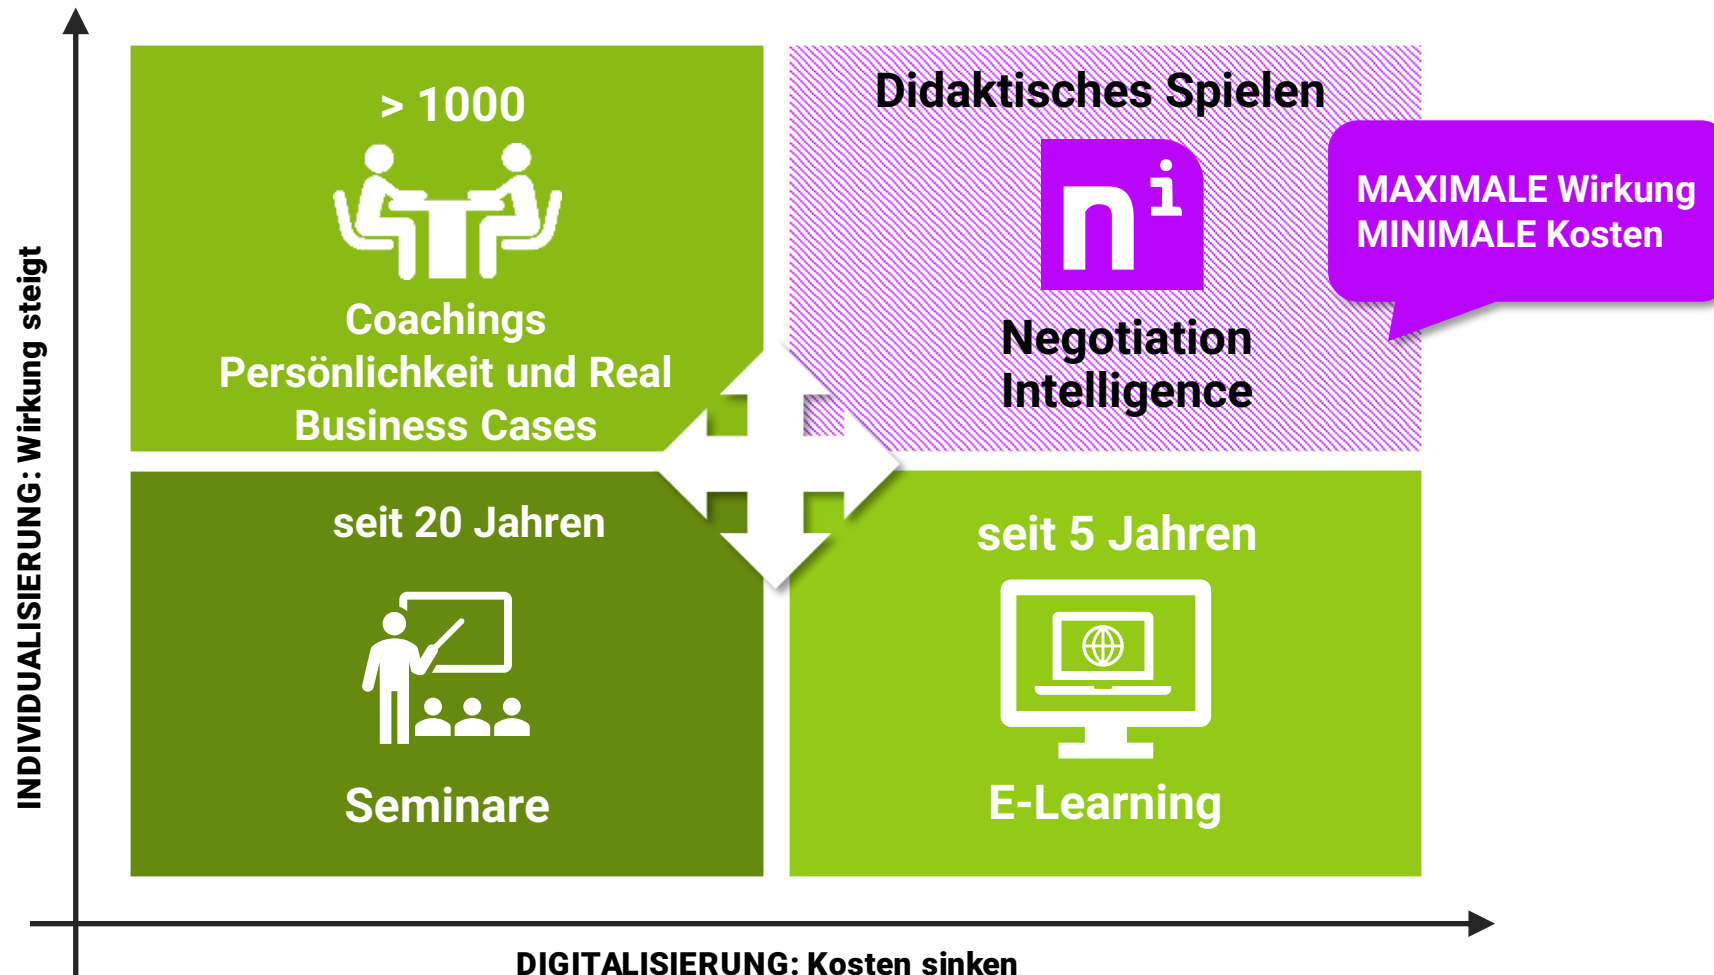 > 1000
Coachings
Persönlichkeit und Real
Business Cases
Didaktisches Spielen
nⁱ
Negotiation
Intelligence
MAXIMALE Wirkung
MINIMALE Kosten
seit 20 Jahren
Seminare
seit 5 Jahren
E-Learning
INDIVIDUALISIERUNG: Wirkung steigt
DIGITALISIERUNG: Kosten sinken